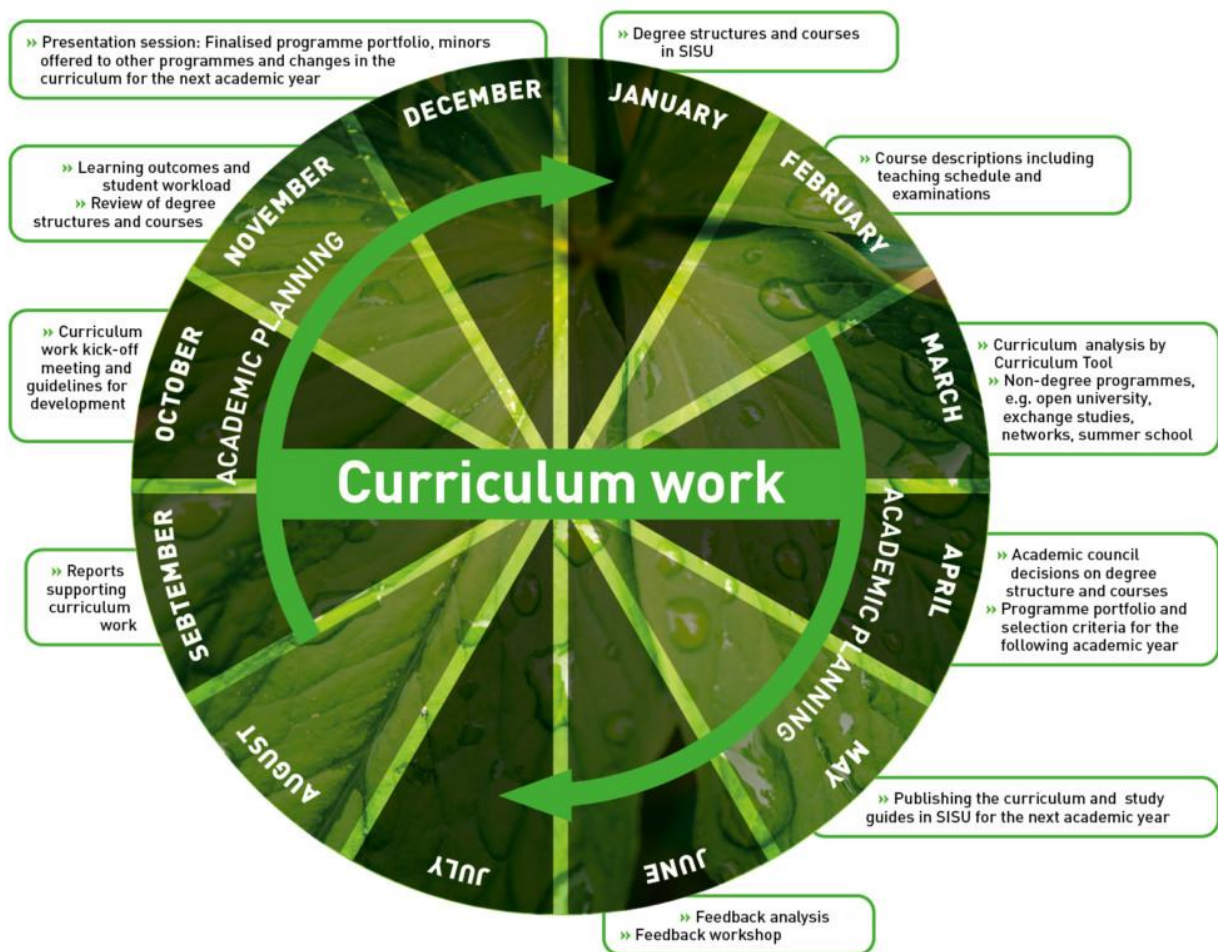 » Presentation session: Finalised programme portfolio, minors
offered to other programmes and changes in the
curriculum for the next academic year
» Degree structures and courses
in SISU
DECEMBER
JANUARY
» Learning outcomes and
student workload
» Review of degree
structures and courses
NOVEMBER
FEBRUARY
» Course descriptions including
teaching schedule and
examinations
» Curriculum
work kick-off
meeting and
guidelines for
development
OCTOBER
ACADEMIC PLANNING
MARCH
» Curriculum analysis by
Curriculum Tool
» Non-degree programmes,
e.g. open university,
exchange studies,
networks, summer school
Curriculum work
» Reports
supporting
curriculum
work
SEBTEMBER
ACADEMIC PLANNING
APRIL
» Academic council
decisions on degree
structure and courses
» Programme portfolio and
selection criteria for the
following academic year
AUGUST
MAY
» Publishing the curriculum and study
guides in SISU for the next academic year
JULY
JUNE
» Feedback analysis
» Feedback workshop